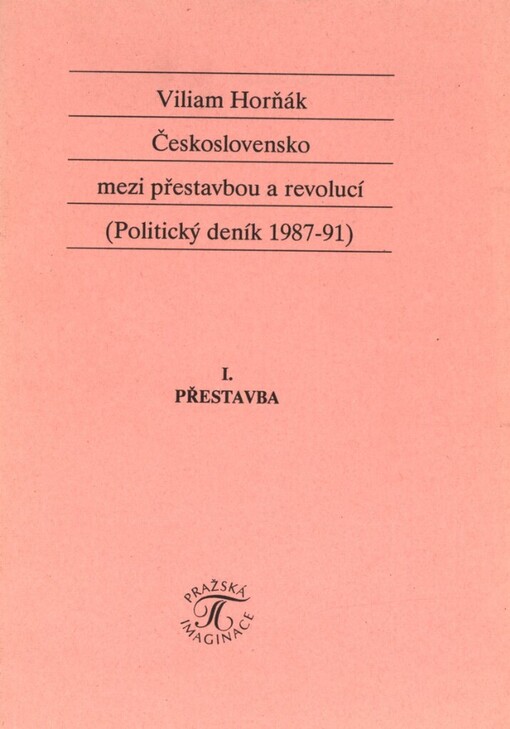 Viliam Horňák
Československo
mezi přestavbou a revolucí
(Politický deník 1987-91)
I.
PŘESTAVBA
PRAŽSKÁ
IMAGINACE